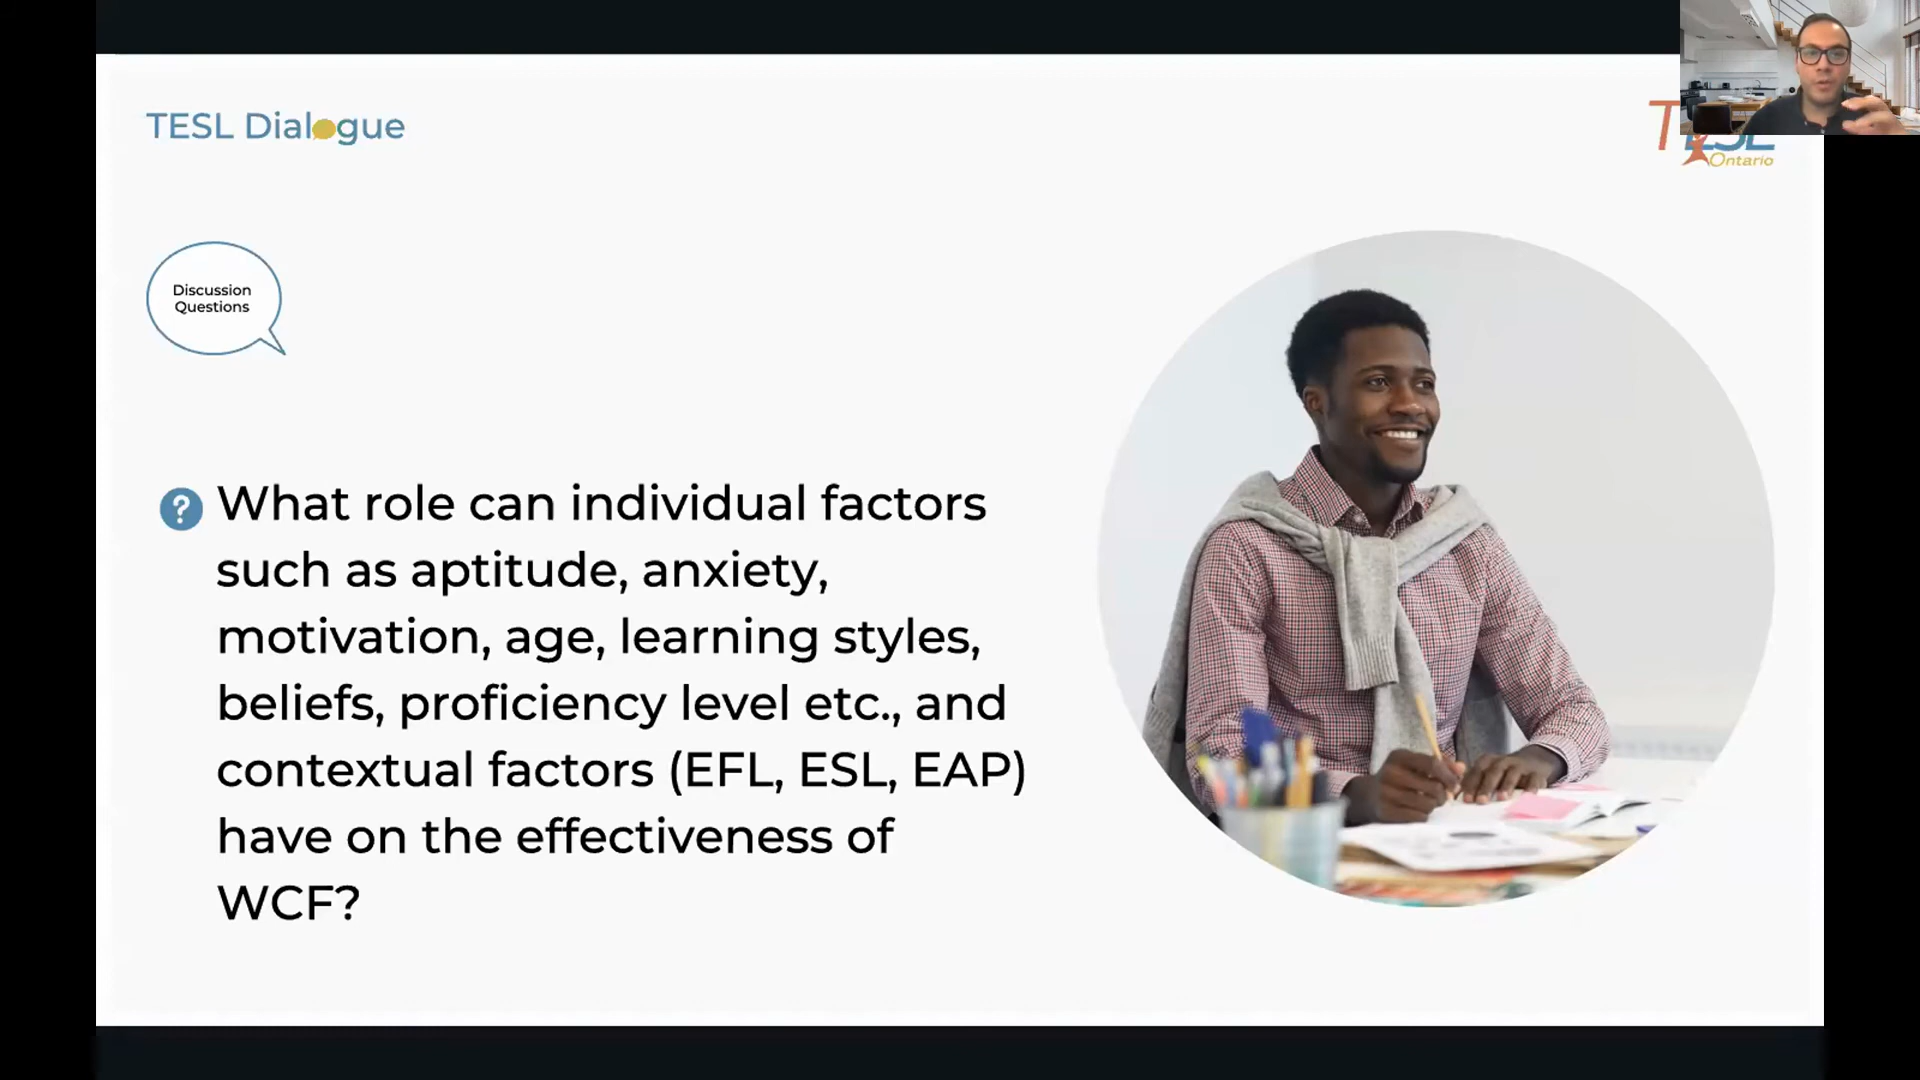 TESL Dialogue
TESL
Ontario
Discussion
Questions
? What role can individual factors
such as aptitude, anxiety,
motivation, age, learning styles,
beliefs, proficiency level etc., and
contextual factors (EFL, ESL, EAP)
have on the effectiveness of
WCF?